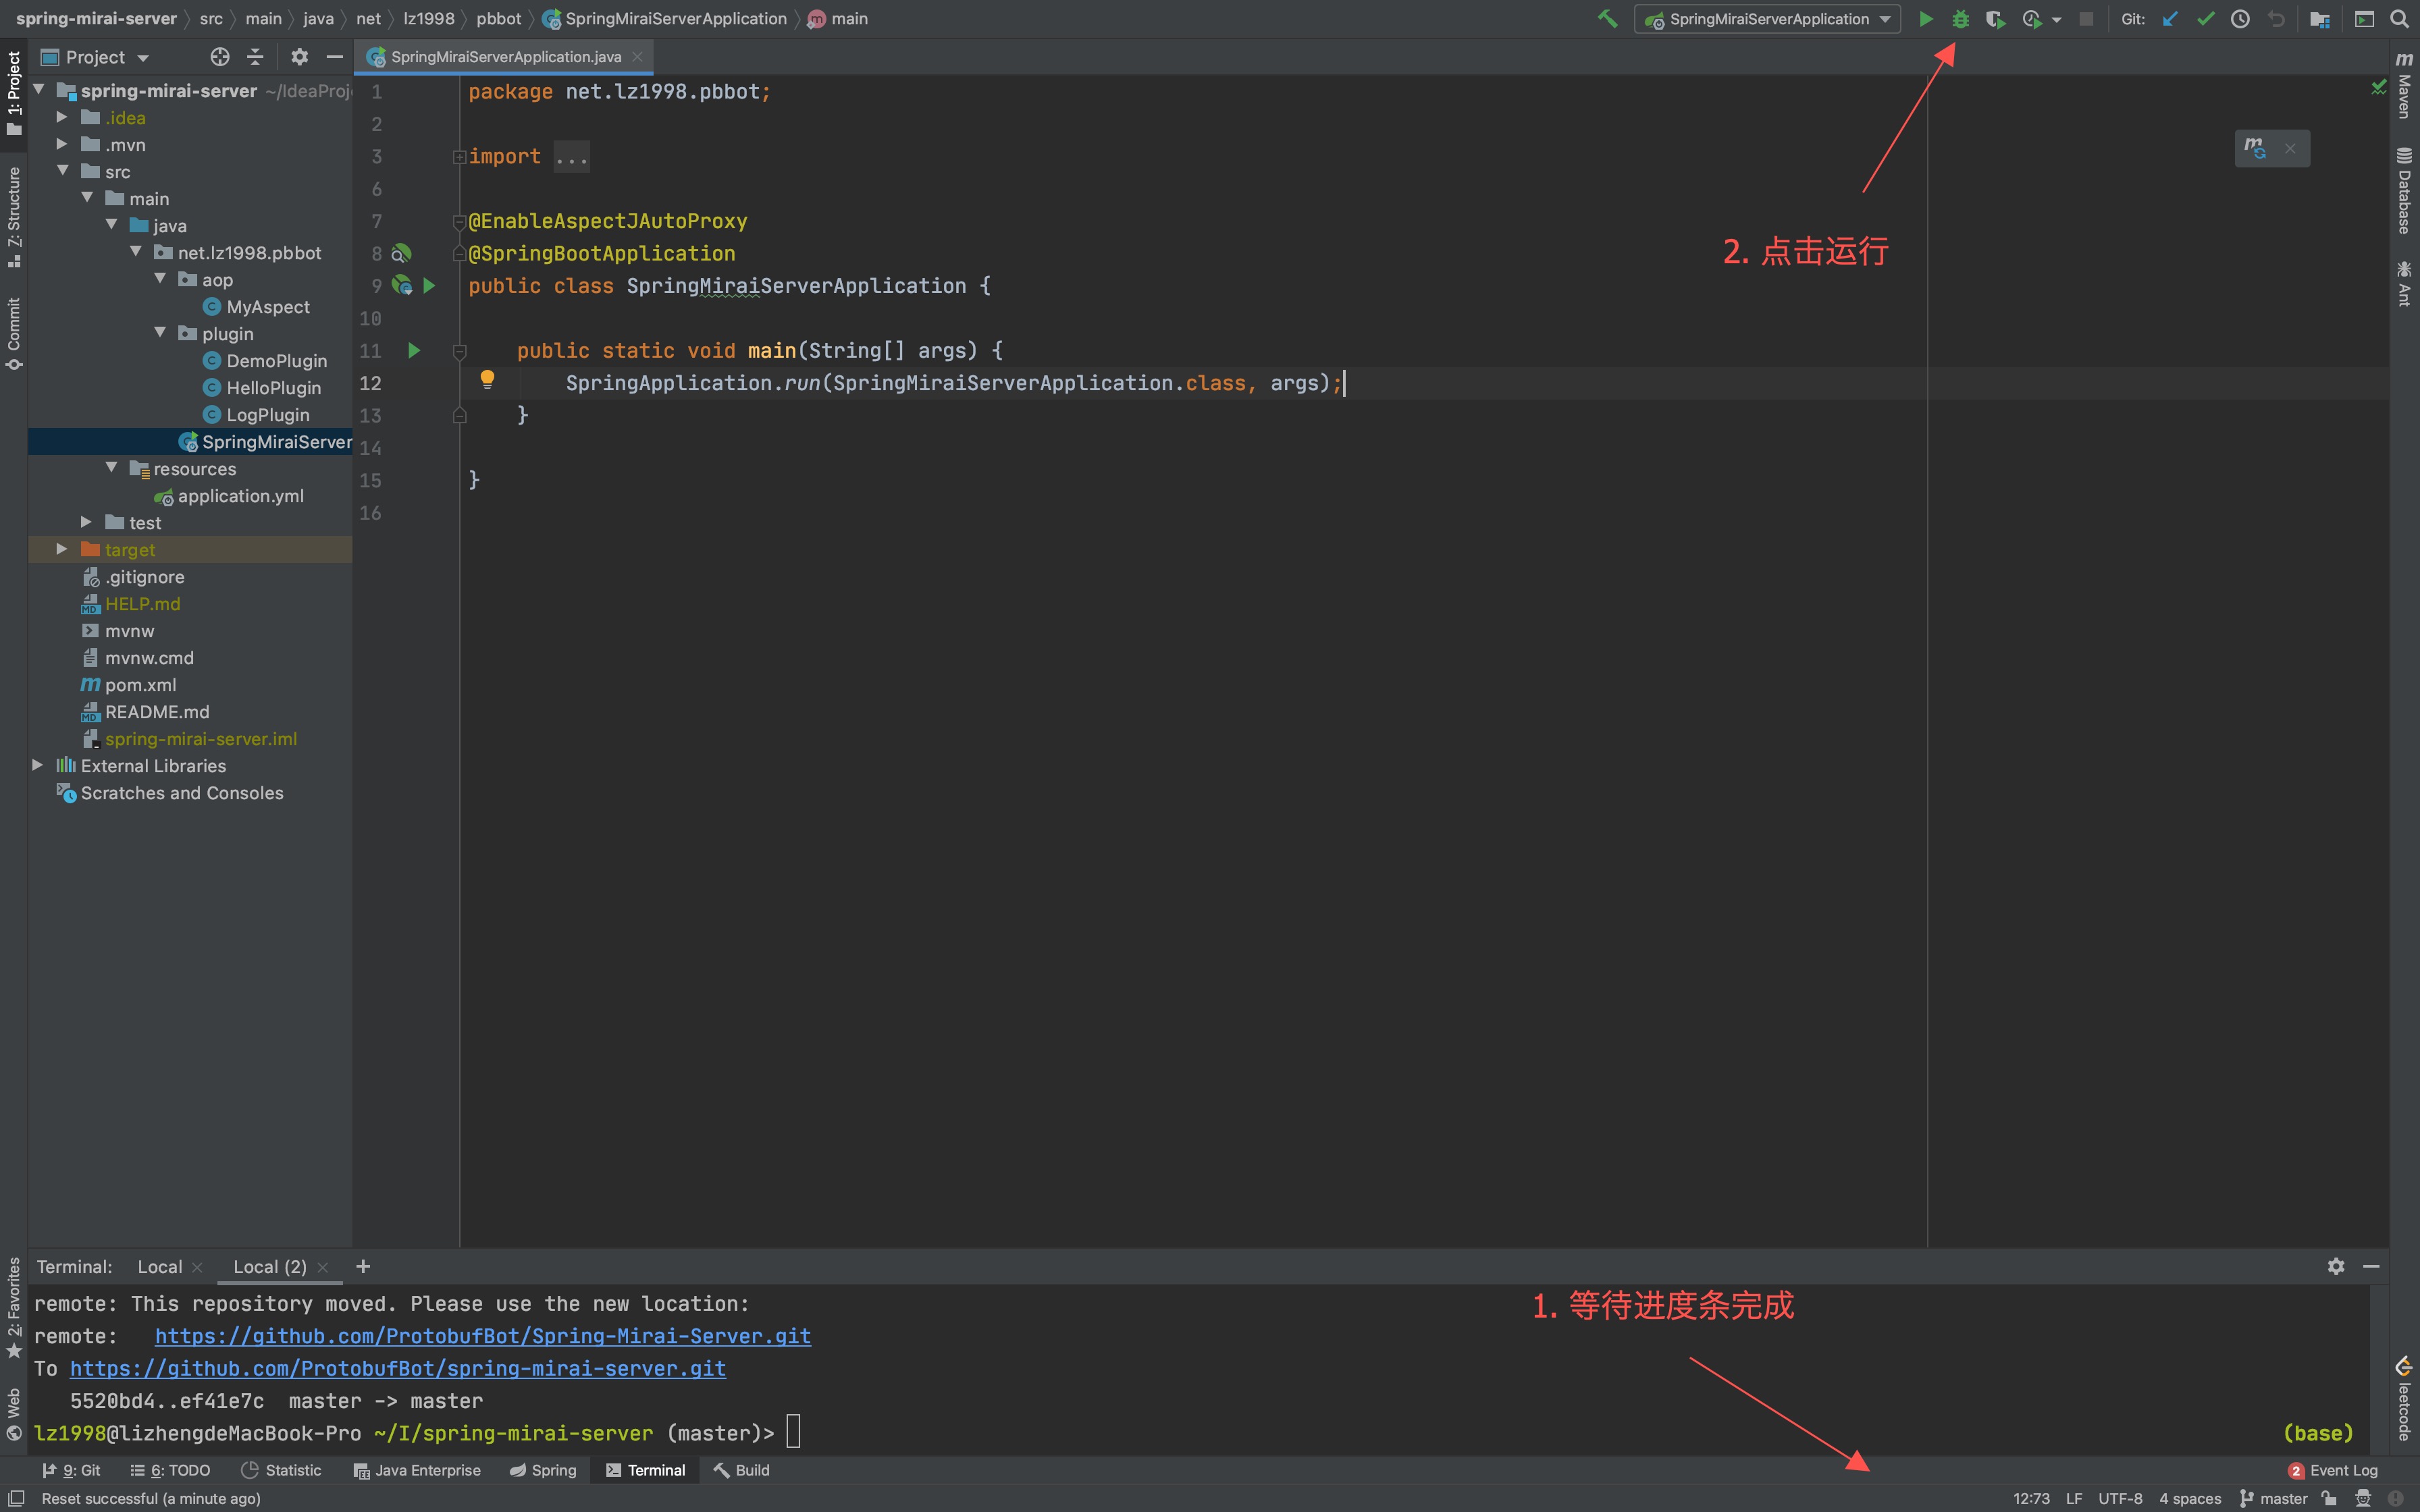 spring-mirai-server src main java net lz1998 pbbot SpringMiraiServerApplication main
SpringMiraiServerApplication Git:
1: Project
Z: Structure
Commit
2: Favorites
Web
Project
spring-mirai-server ~/IdeaProj
.idea
.mvn
src
main
java
net.lz1998.pbbot
aop
MyAspect
plugin
DemoPlugin
HelloPlugin
LogPlugin
SpringMiraiServer
resources
application.yml
test
target
.gitignore
HELP.md
mvnw
mvnw.cmd
pom.xml
README.md
spring-mirai-server.iml
External Libraries
Scratches and Consoles
SpringMiraiServerApplication.java
1 package net.lz1998.pbbot;
2
3 import ...
6
7 @EnableAspectJAutoProxy
8 @SpringBootApplication
9 public class SpringMiraiServerApplication {
10
11 public static void main(String[] args) {
12 SpringApplication.run(SpringMiraiServerApplication.class, args);
13 }
14
15 }
16
2. 点击运行
Maven
Database
Ant
leetcode
Terminal: Local Local (2)
remote: This repository moved. Please use the new location:
remote: https://github.com/ProtobufBot/Spring-Mirai-Server.git
To https://github.com/ProtobufBot/spring-mirai-server.git
5520bd4..ef41e7c master -> master
lz1998@lizhengdeMacBook-Pro ~/I/spring-mirai-server (master)> (base)
1. 等待进度条完成
9: Git 6: TODO Statistic Java Enterprise Spring Terminal Build 2 Event Log
Reset successful (a minute ago) 12:73 LF UTF-8 4 spaces master